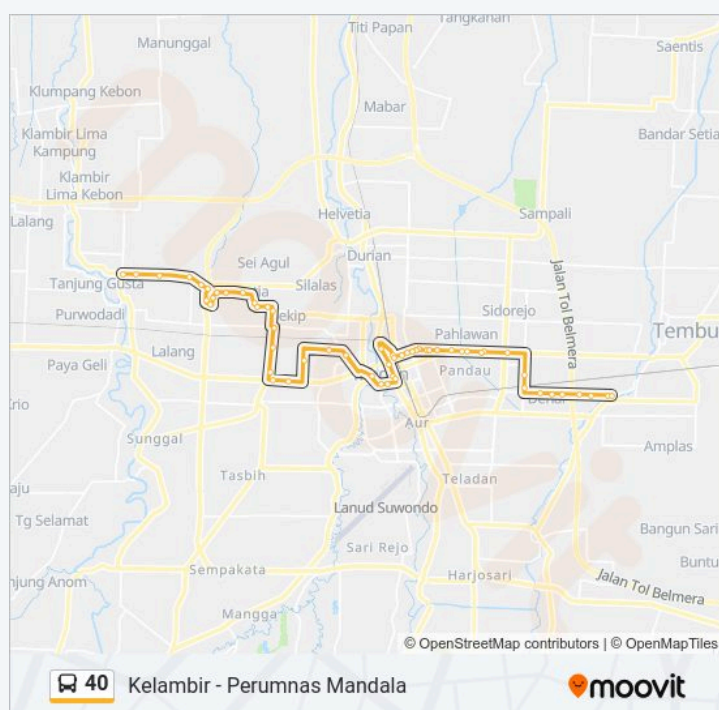 Titi Papan
Tangkahan
Manunggal
Saentis
Klumpang Kebon
Mabar
Klambir Lima
Kampung
Bandar Setia
Klambir
Lima Kebon
Lalang
Helvetia
Sampali
Durian
Sei Agul
Tanjung Gusta
Silalas
Jalan Tol Belmera
Purwodadi
Sidorejo
Pahlawan
Tembu
Lalang
Paya Geli
Pandau
Denai
Aur
Sunggal
Amplas
Tasbih
Teladan
Lanud Suwondo
Tg Selamat
Bangun Sari
Sari Rejo
Buntu
Sempakata
Harjosari
njung Anom
Jalan Tol Belmera
Mangga
© OpenStreetMap contributors | © OpenMapTiles
40 Kelambir - Perumnas Mandala
moovit